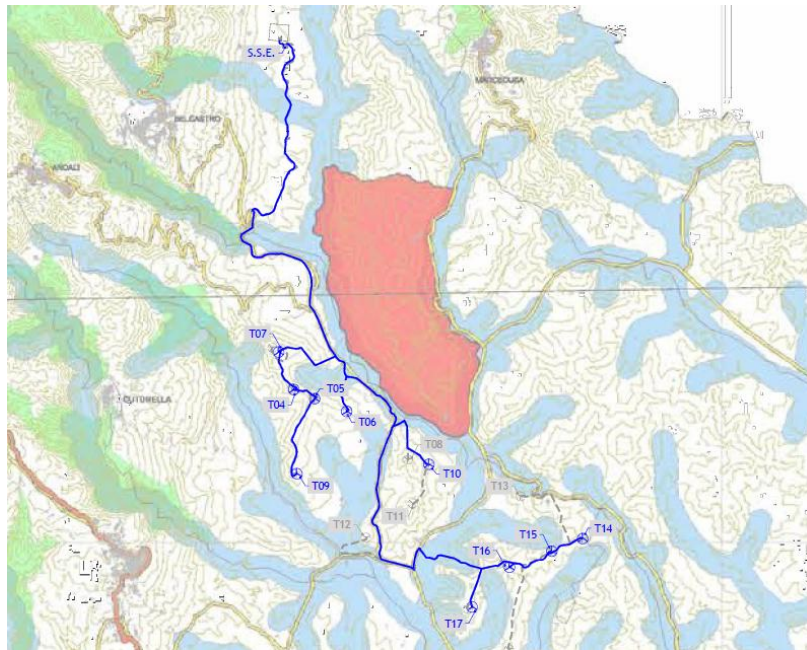 S.S.E.
MARCEDUSA
BELCASTRO
ANDALI
T07
T05
T04
CUTURELLA
T06
T08
T10
T09
T13
T11
T12
T14
T15
T16
T17